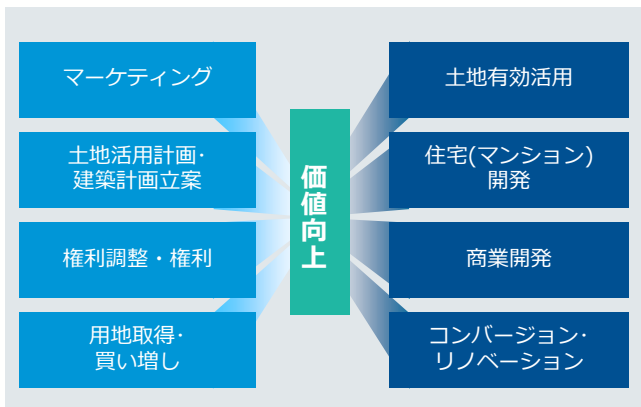 マーケティング
土地活用計画･
建築計画立案
権利調整・権利
用地取得･
買い増し
価値向上
土地有効活用
住宅(マンション)
開発
商業開発
コンバージョン･
リノベーション